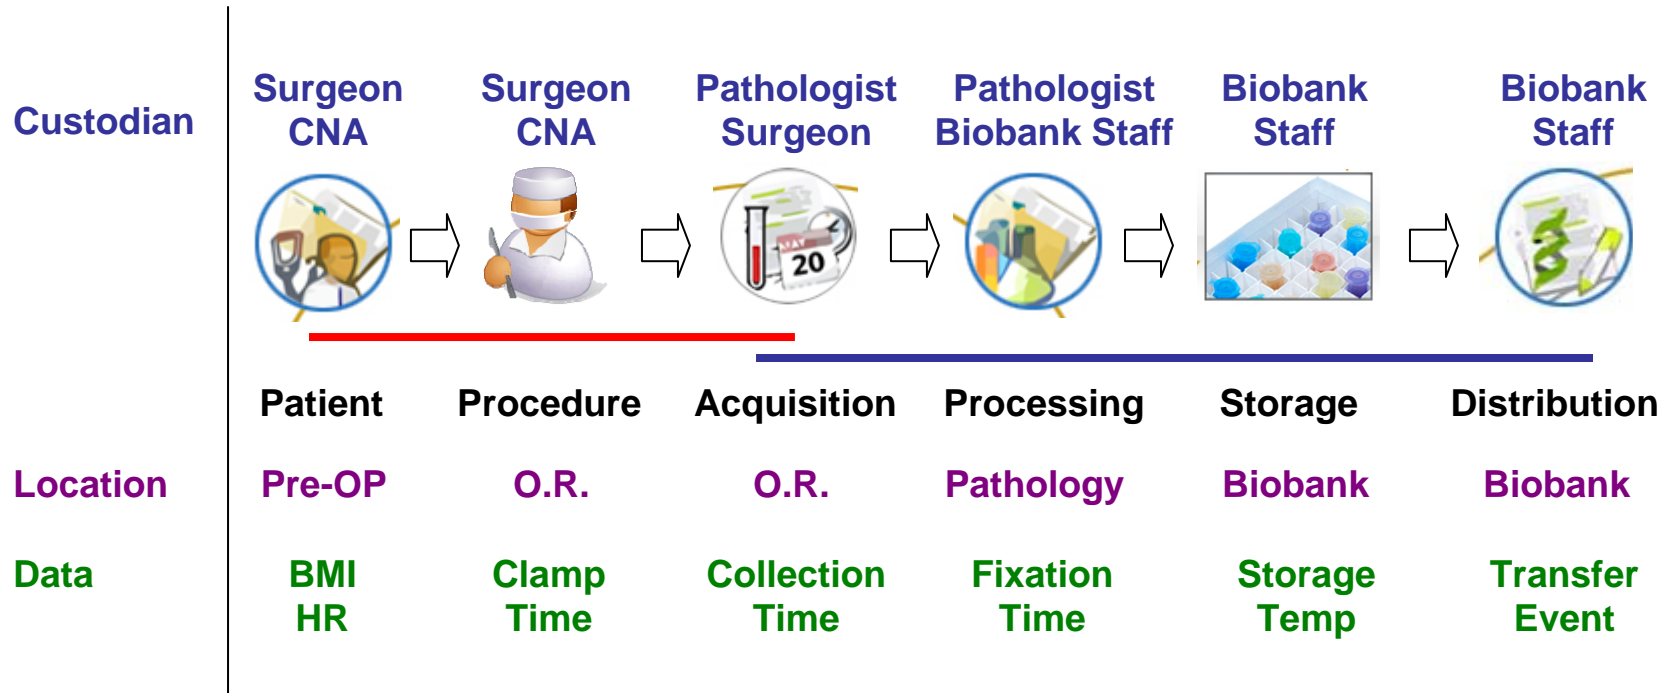 Custodian
Surgeon CNA
Surgeon CNA
Pathologist Surgeon
Pathologist Biobank Staff
Biobank Staff
Biobank Staff
MAY
20
Patient Procedure Acquisition Processing Storage Distribution
Location Pre-OP O.R. O.R. Pathology Biobank Biobank
Data
BMI HR
Clamp Time
Collection Time
Fixation Time
Storage Temp
Transfer Event